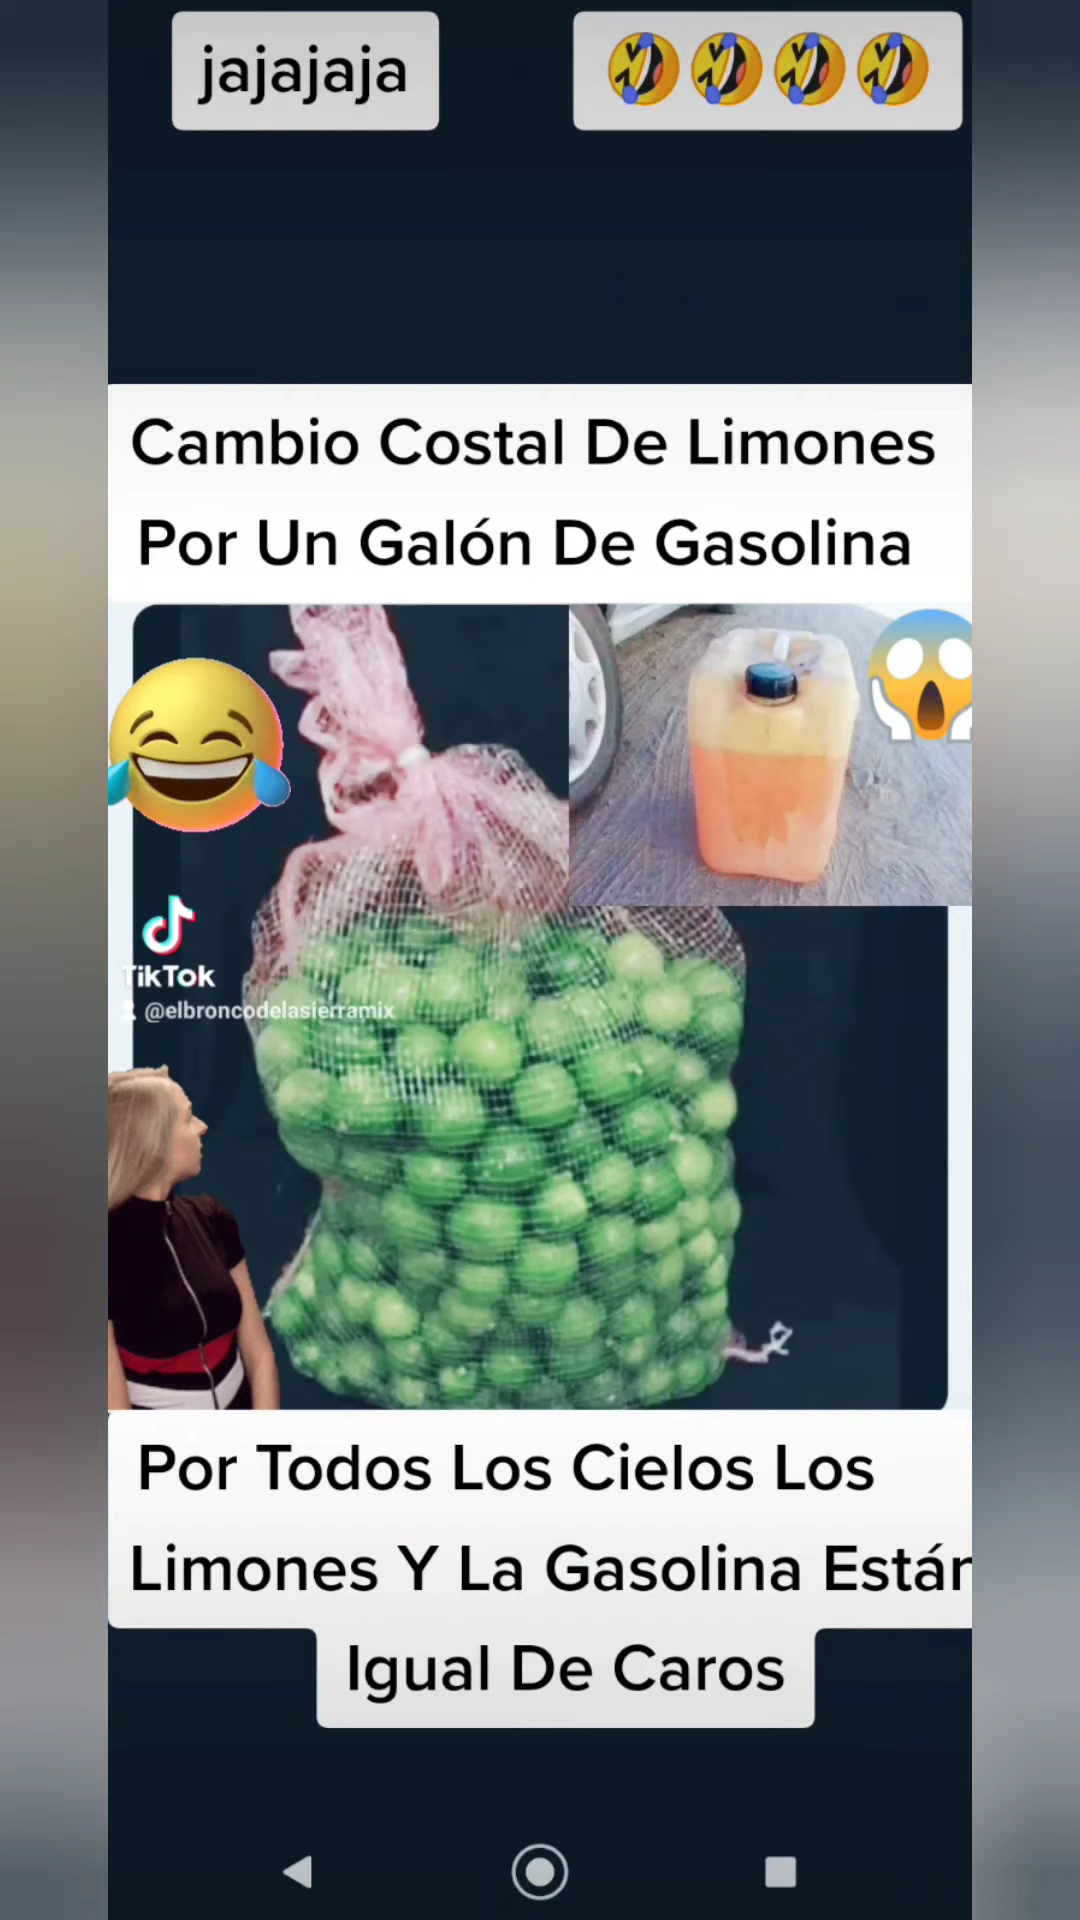 jajajaja
Cambio Costal De Limones
Por Un Galón De Gasolina
TikTok
@elbroncodelasierramix
Por Todos Los Cielos Los
Limones Y La Gasolina Están
Igual De Caros